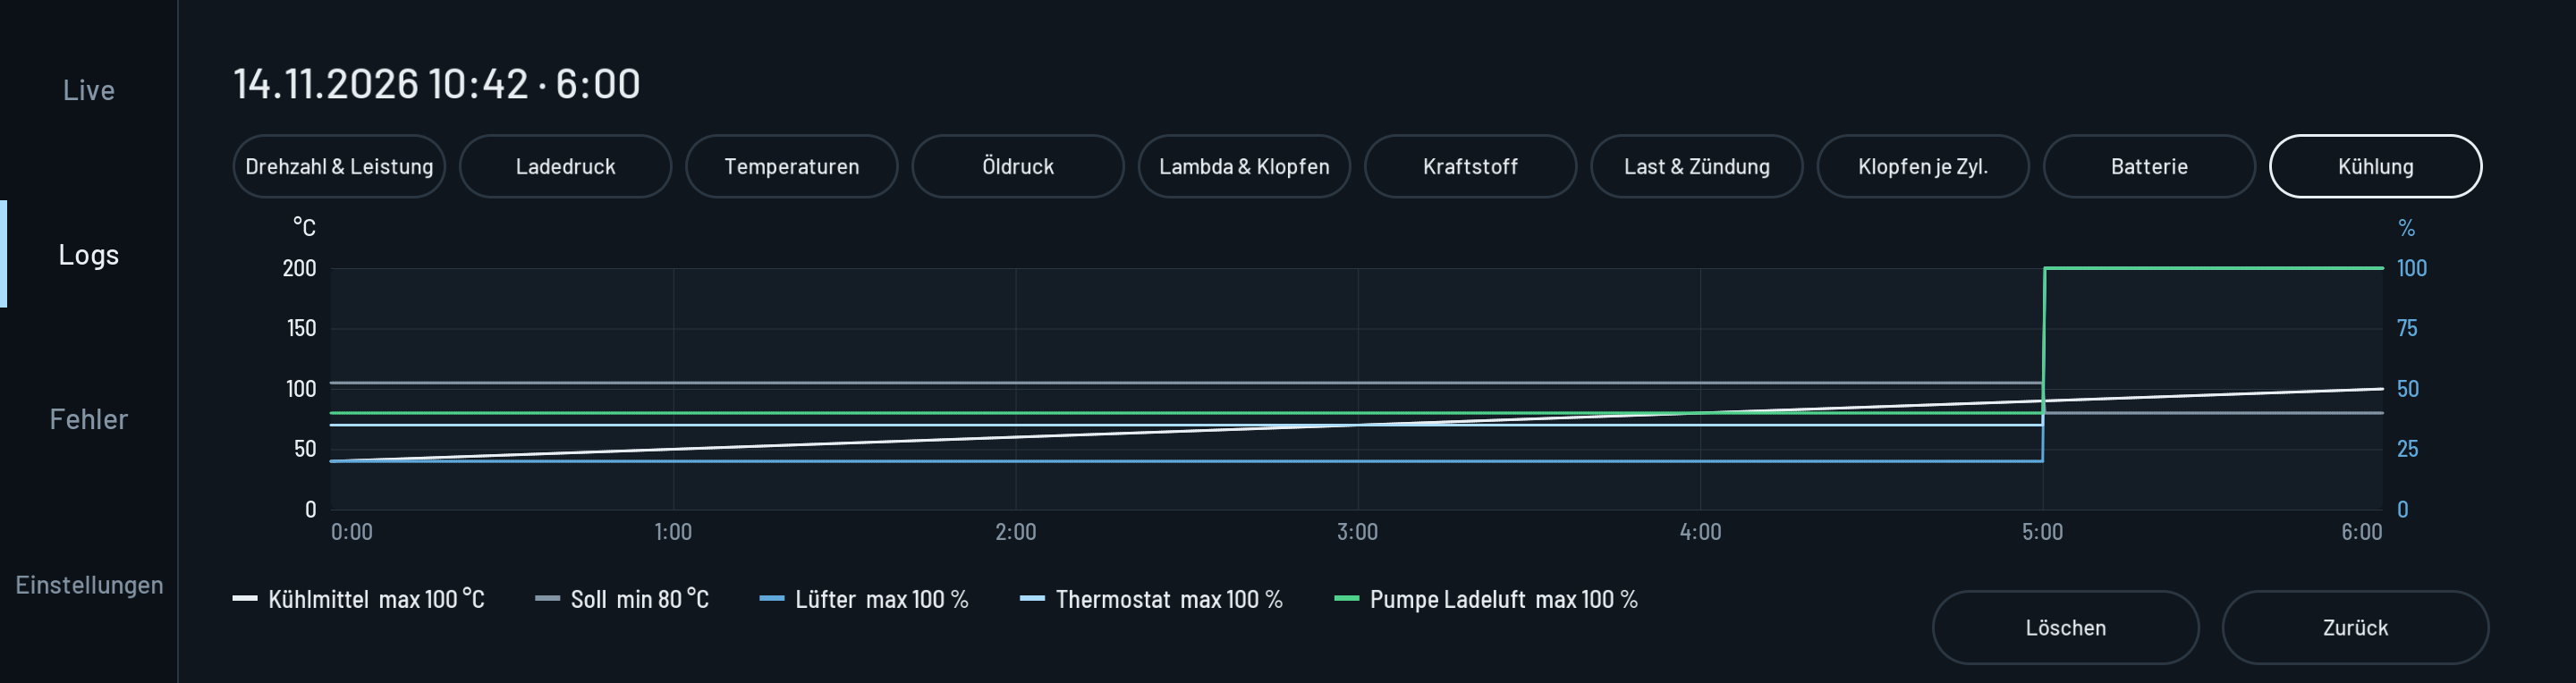 Live
Logs
Fehler
Einstellungen
14.11.2026 10:42 · 6:00
Drehzahl & Leistung Ladedruck Temperaturen Öldruck Lambda & Klopfen Kraftstoff Last & Zündung Klopfen je Zyl. Batterie Kühlung
°C %
200 100
150 75
100 50
50 25
0 0
0:00 1:00 2:00 3:00 4:00 5:00 6:00
Kühlmittel max 100 °C Soll min 80 °C Lüfter max 100 % Thermostat max 100 % Pumpe Ladeluft max 100 %
Löschen Zurück